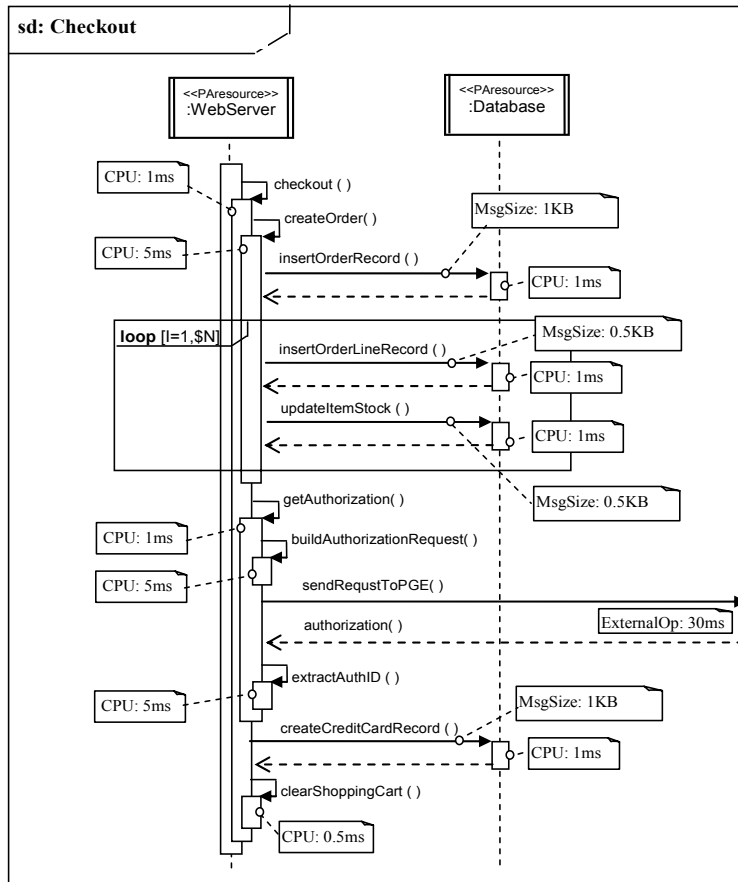 sd: Checkout
<<PAresource>>
:WebServer
<<PAresource>>
:Database
CPU: 1ms
checkout ( )
createOrder()
MsgSize: 1KB
CPU: 5ms
insertOrderRecord ( )
CPU: 1ms
loop [I=1,$N]
MsgSize: 0.5KB
insertOrderLineRecord ( )
CPU: 1ms
updateItemStock ( )
CPU: 1ms
getAuthorization()
MsgSize: 0.5KB
CPU: 1ms
buildAuthorizationRequest( )
CPU: 5ms
sendRequstToPGE()
authorization()
ExternalOp: 30ms
extractAuthID ( )
CPU: 5ms
MsgSize: 1KB
createCreditCardRecord ( )
CPU: 1ms
clearShoppingCart ( )
CPU: 0.5ms